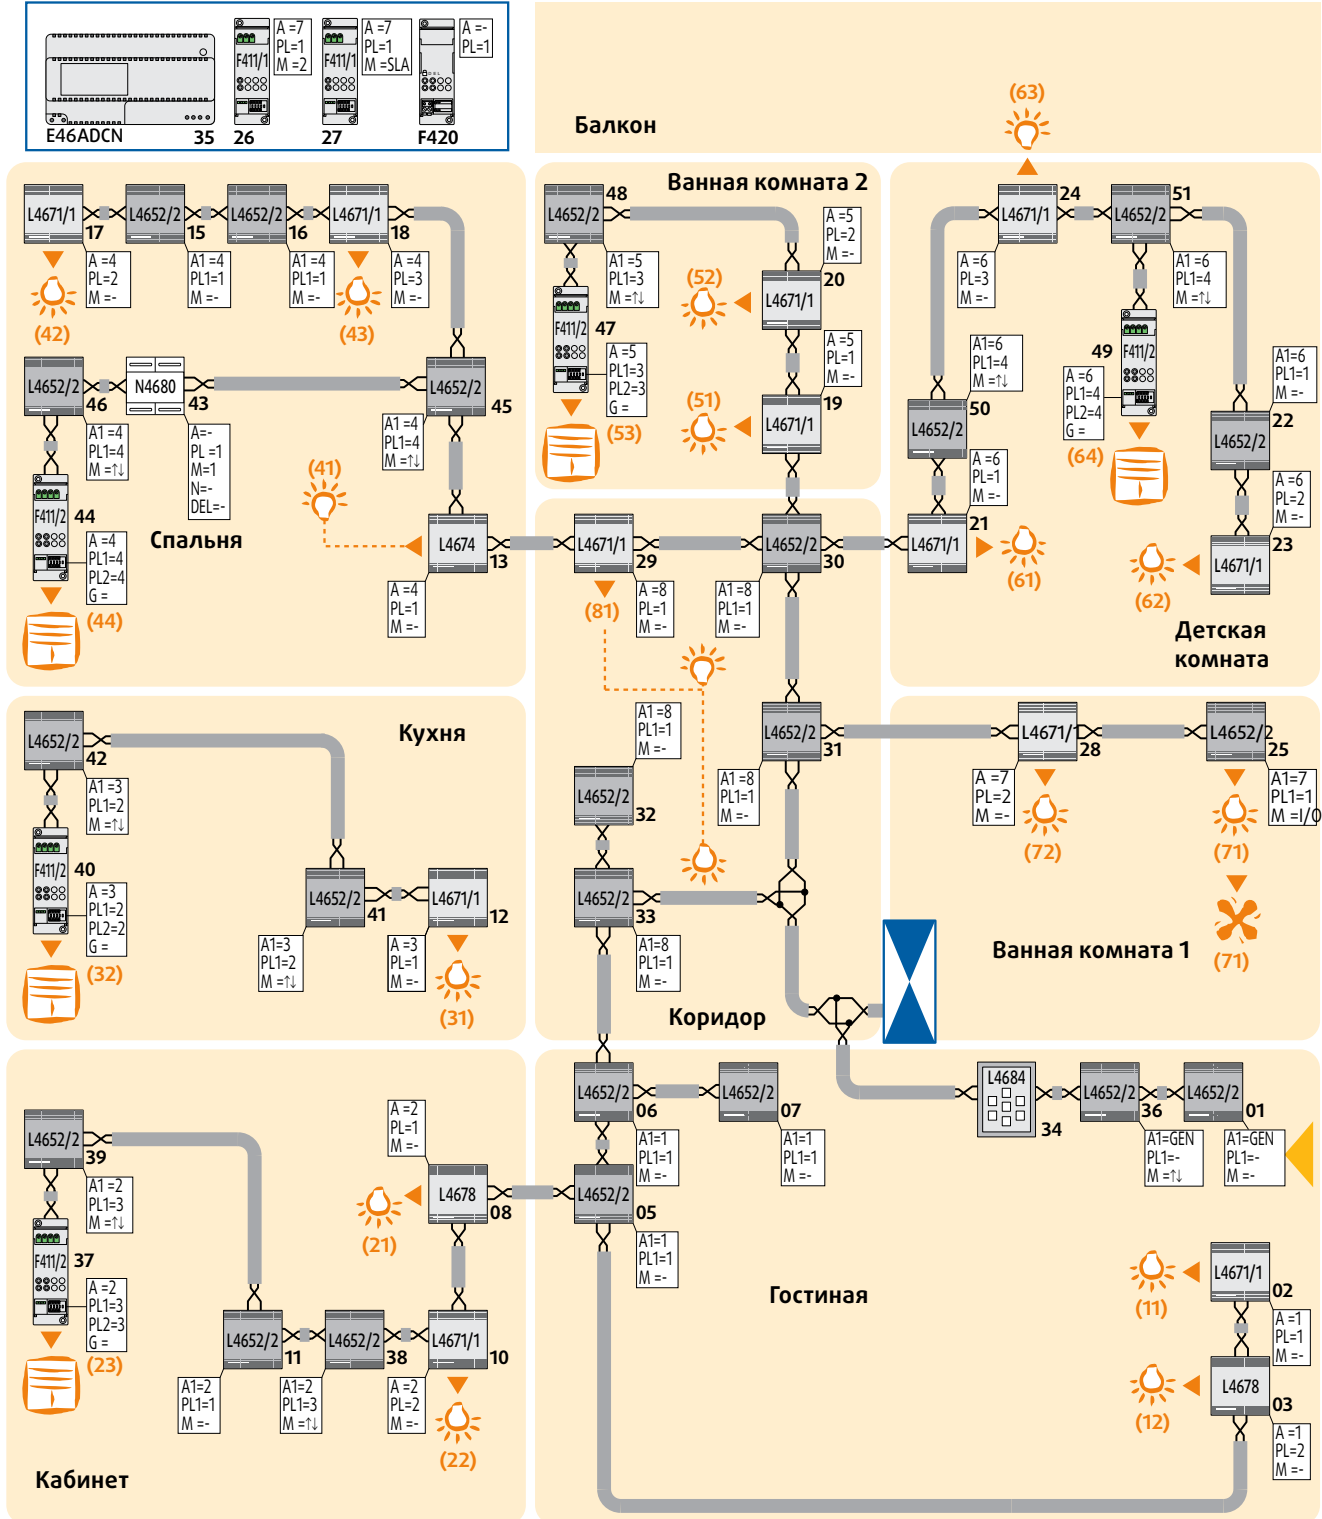 E46ADCN
35
F411/1
26
A =7
PL=1
M =2
F411/1
27
A =7
PL=1
M =SLA
F420
A =-
PL=1
Балкон
(63)
L4671/1
17
A =4
PL=2
M =-
(42)
L4652/2
15
A1 =4
PL1=1
M =-
L4652/2
16
A1 =4
PL1=1
M =-
L4671/1
18
A =4
PL=3
M =-
(43)
L4652/2
46
A1 =4
PL1=4
M =↑↓
N4680
43
A=-
PL =1
M=1
N=-
DEL=-
L4652/2
45
A1 =4
PL1=4
M =↑↓
F411/2
44
A =4
PL1=4
PL2=4
G =
(44)
Спальня
(41)
L4674
13
A =4
PL=1
M =-
Ванная комната 2
L4652/2
48
A1 =5
PL1=3
M =↑↓
F411/2
47
A =5
PL1=3
PL2=3
G =
(53)
L4671/1
20
A =5
PL=2
M =-
(52)
L4671/1
19
A =5
PL=1
M =-
(51)
L4671/1
24
A =6
PL=3
M =-
L4652/2
51
A1 =6
PL1=4
M =↑↓
F411/2
49
A =6
PL1=4
PL2=4
G =
(64)
L4652/2
50
A1=6
PL1=4
M =↑↓
L4671/1
21
A =6
PL=1
M =-
(61)
L4652/2
22
A1=6
PL1=1
M =-
L4671/1
23
A =6
PL=2
M =-
(62)
Детская
комната
L4671/1
29
A =8
PL=1
M =-
(81)
L4652/2
30
A1 =8
PL1=1
M =-
L4652/2
31
A1 =8
PL1=1
M =-
L4652/2
32
A1 =8
PL1=1
M =-
L4652/2
33
A1=8
PL1=1
M =-
Коридор
L4671/1
28
A =7
PL=2
M =-
(72)
L4652/2
25
A1=7
PL1=1
M =I/O
(71)
(71)
Ванная комната 1
Кухня
L4652/2
42
A1 =3
PL1=2
M =↑↓
F411/2
40
A =3
PL1=2
PL2=2
G =
(32)
L4652/2
41
A1=3
PL1=2
M =↑↓
L4671/1
12
A =3
PL=1
M =-
(31)
L4652/2
39
A1 =2
PL1=3
M =↑↓
F411/2
37
A =2
PL1=3
PL2=3
G =
(23)
L4652/2
11
A1=2
PL1=1
M =-
L4652/2
38
A1=2
PL1=3
M =↑↓
L4671/1
10
A =2
PL=2
M =-
(22)
L4678
08
A =2
PL=1
M =-
(21)
Кабинет
L4652/2
06
A1=1
PL1=1
M =-
L4652/2
07
A1=1
PL1=1
M =-
L4652/2
05
A1=1
PL1=1
M =-
L4684
34
L4652/2
36
A1=GEN
PL1=-
M =↑↓
L4652/2
01
A1=GEN
PL1=-
M =-
Гостиная
L4671/1
02
A =1
PL=1
M =-
(11)
L4678
03
A =1
PL=2
M =-
(12)